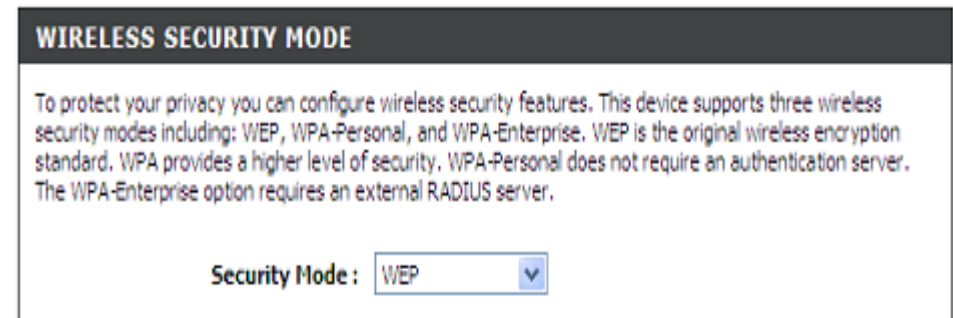 WIRELESS SECURITY MODE
To protect your privacy you can configure wireless security features. This device supports three wireless
security modes including: WEP, WPA-Personal, and WPA-Enterprise. WEP is the original wireless encryption
standard. WPA provides a higher level of security. WPA-Personal does not require an authentication server.
The WPA-Enterprise option requires an external RADIUS server.
Security Mode : WEP